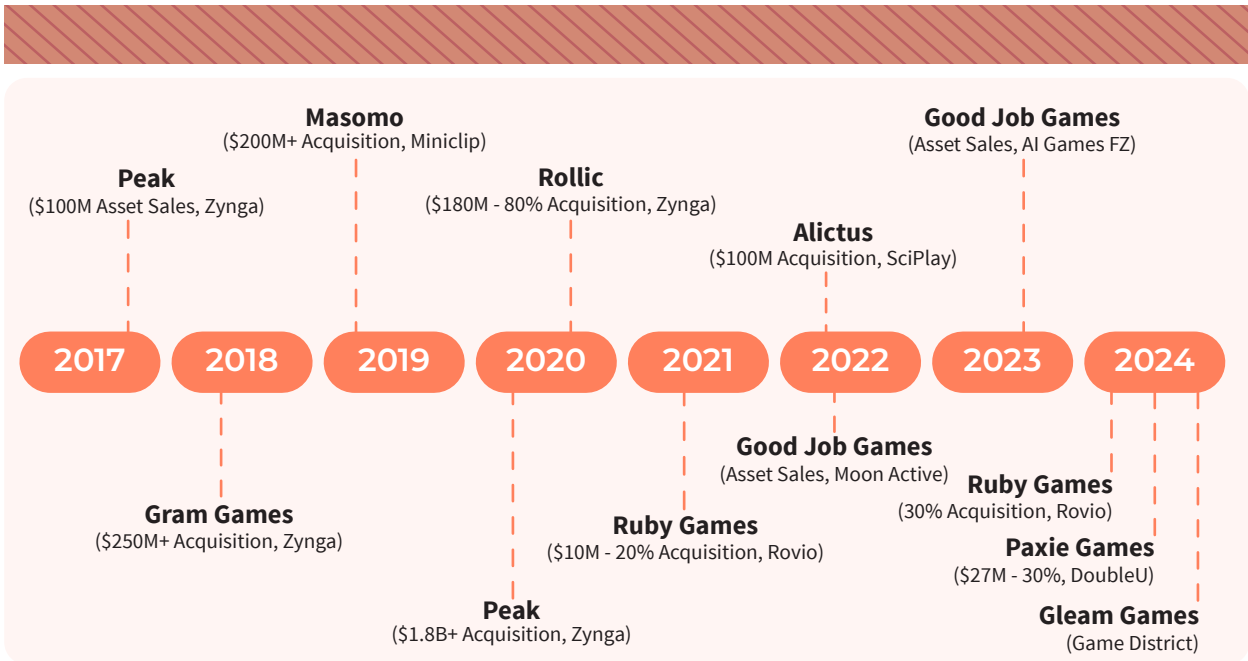 Masomo
($200M+ Acquisition, Miniclip)
Good Job Games
(Asset Sales, AI Games FZ)
Peak
($100M Asset Sales, Zynga)
Rollic
($180M - 80% Acquisition, Zynga)
Alictus
($100M Acquisition, SciPlay)
2017
2018
2019
2020
2021
2022
2023
2024
Good Job Games
(Asset Sales, Moon Active)
Ruby Games
(30% Acquisition, Rovio)
Gram Games
($250M+ Acquisition, Zynga)
Ruby Games
($10M - 20% Acquisition, Rovio)
Paxie Games
($27M - 30%, DoubleU)
Peak
($1.8B+ Acquisition, Zynga)
Gleam Games
(Game District)